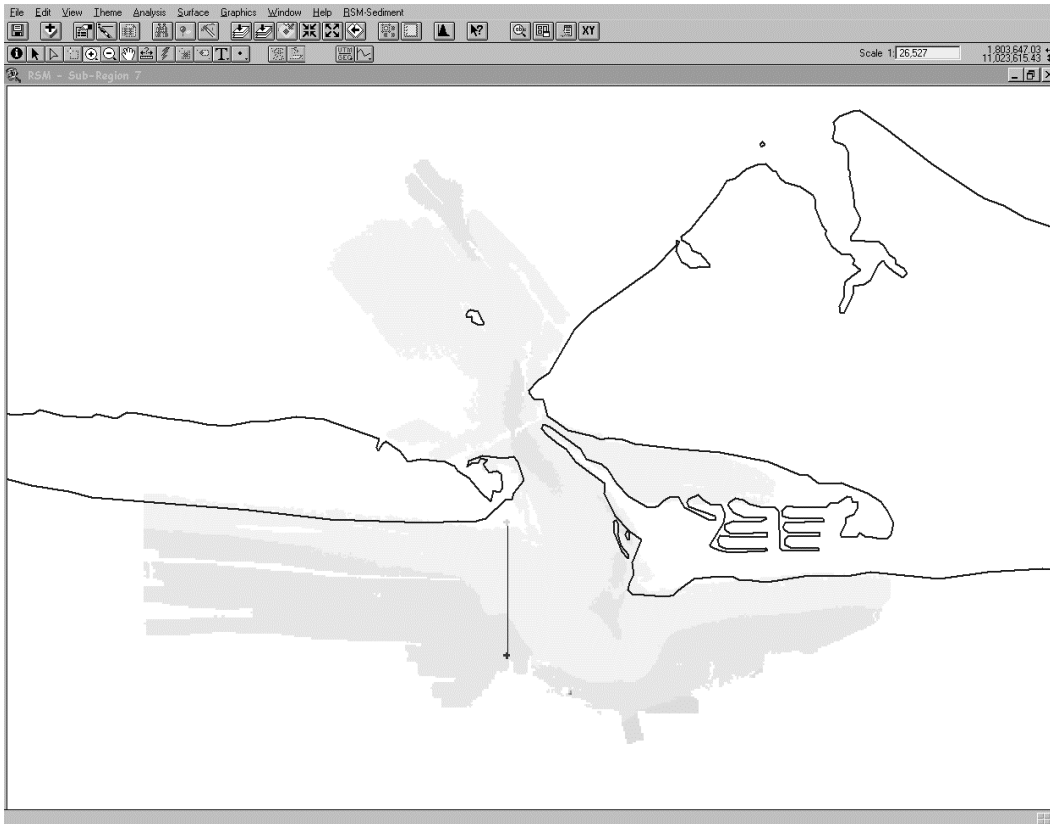 File Edit View Theme Analysis Surface Graphics Window Help RSM-Sediment
XY
T
Scale 1: 26,527
1,803,647.03
11,023,615.43
RSM - Sub-Region 7